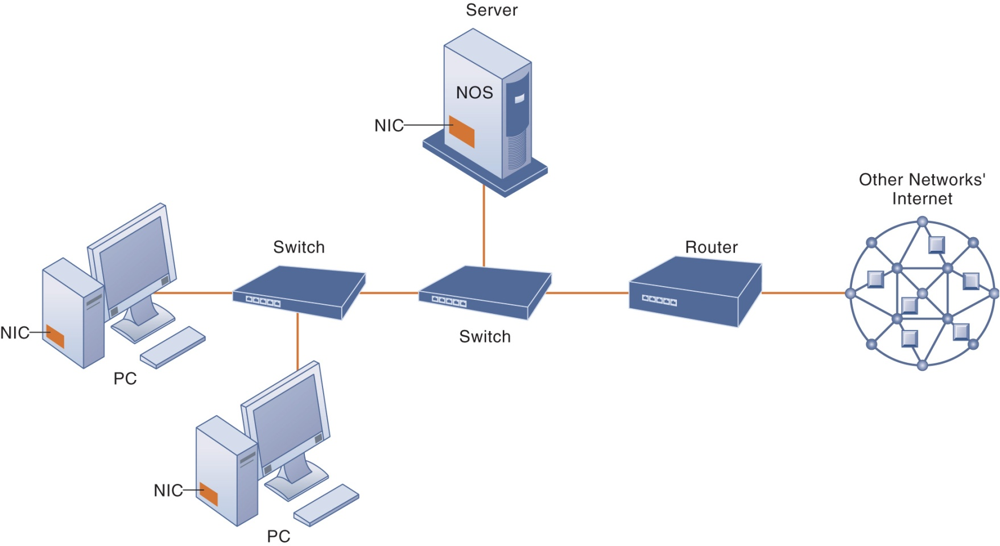 Server
NOS
NIC
Other Networks'
Internet
Switch
Router
Switch
NIC
PC
NIC
PC